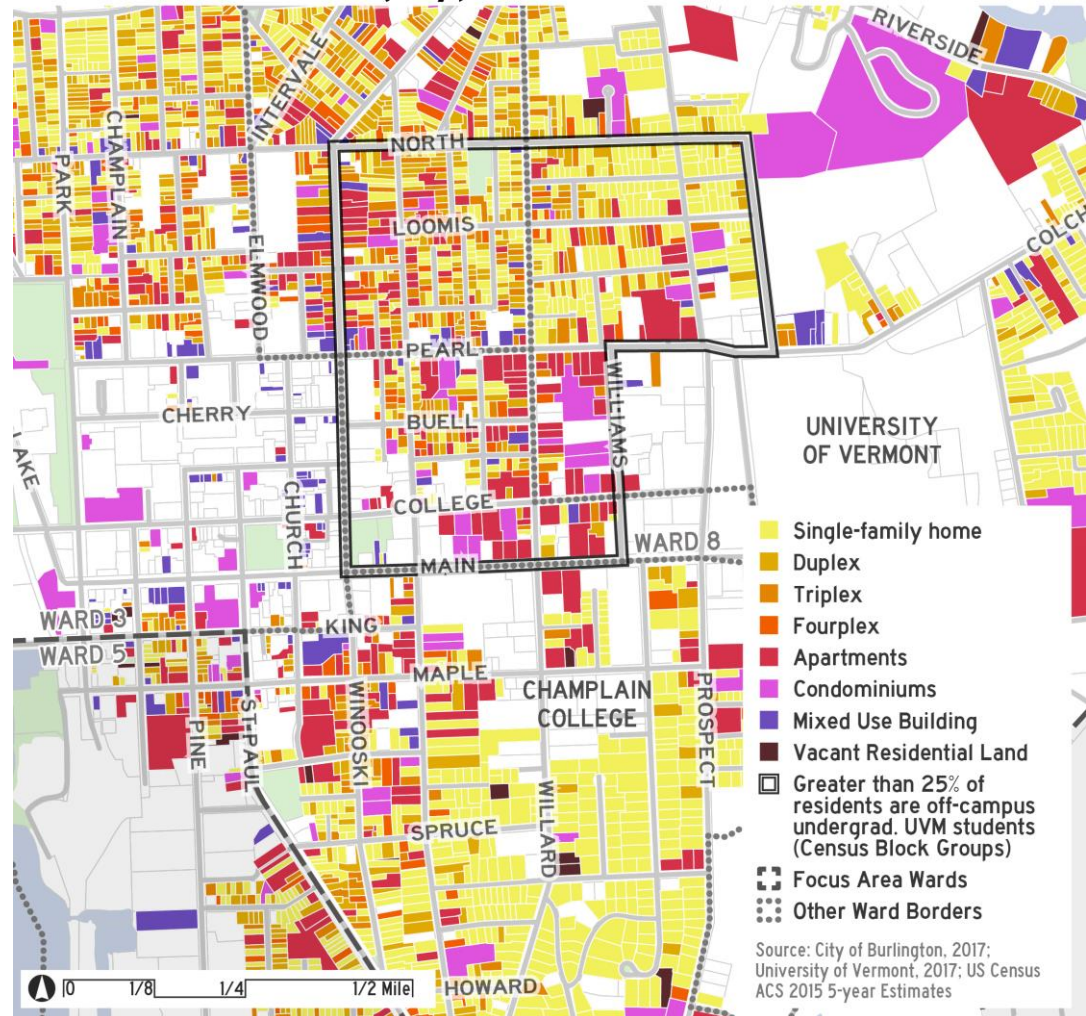 RIVERSIDE
INTERVALE
CHAMPLAIN
PARK
NORTH
LOOMIS
ELMWOOD
COLCH
PEARL
WILLIAMS
CHERRY
BUELL
UNIVERSITY
OF VERMONT
LAKE
CHURCH
COLLEGE
WARD 8
MAIN
WARD 3
WARD 5
KING
MAPLE
CHAMPLAIN
COLLEGE
PINE
ST PAUL
WINOOSKI
WILLARD
PROSPECT
SPRUCE
HOWARD
Single-family home
Duplex
Triplex
Fourplex
Apartments
Condominiums
Mixed Use Building
Vacant Residential Land
Greater than 25% of
residents are off-campus
undergrad. UVM students
(Census Block Groups)
Focus Area Wards
Other Ward Borders
Source: City of Burlington, 2017;
University of Vermont, 2017; US Census
ACS 2015 5-year Estimates
0 1/8 1/4 1/2 Mile